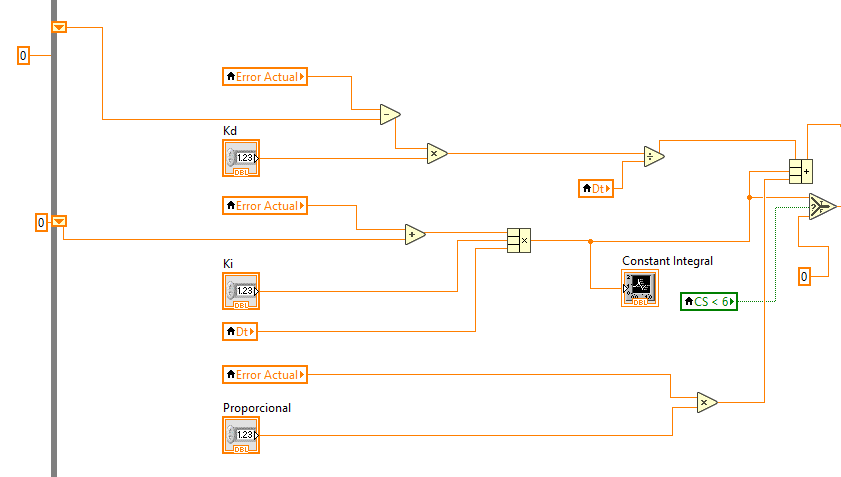 0
Error Actual
Kd
1.23
DBL
Dt
0
Error Actual
Ki
1.23
DBL
Constant Integral
DBL
CS < 6
0
Dt
Error Actual
Proporcional
1.23
DBL